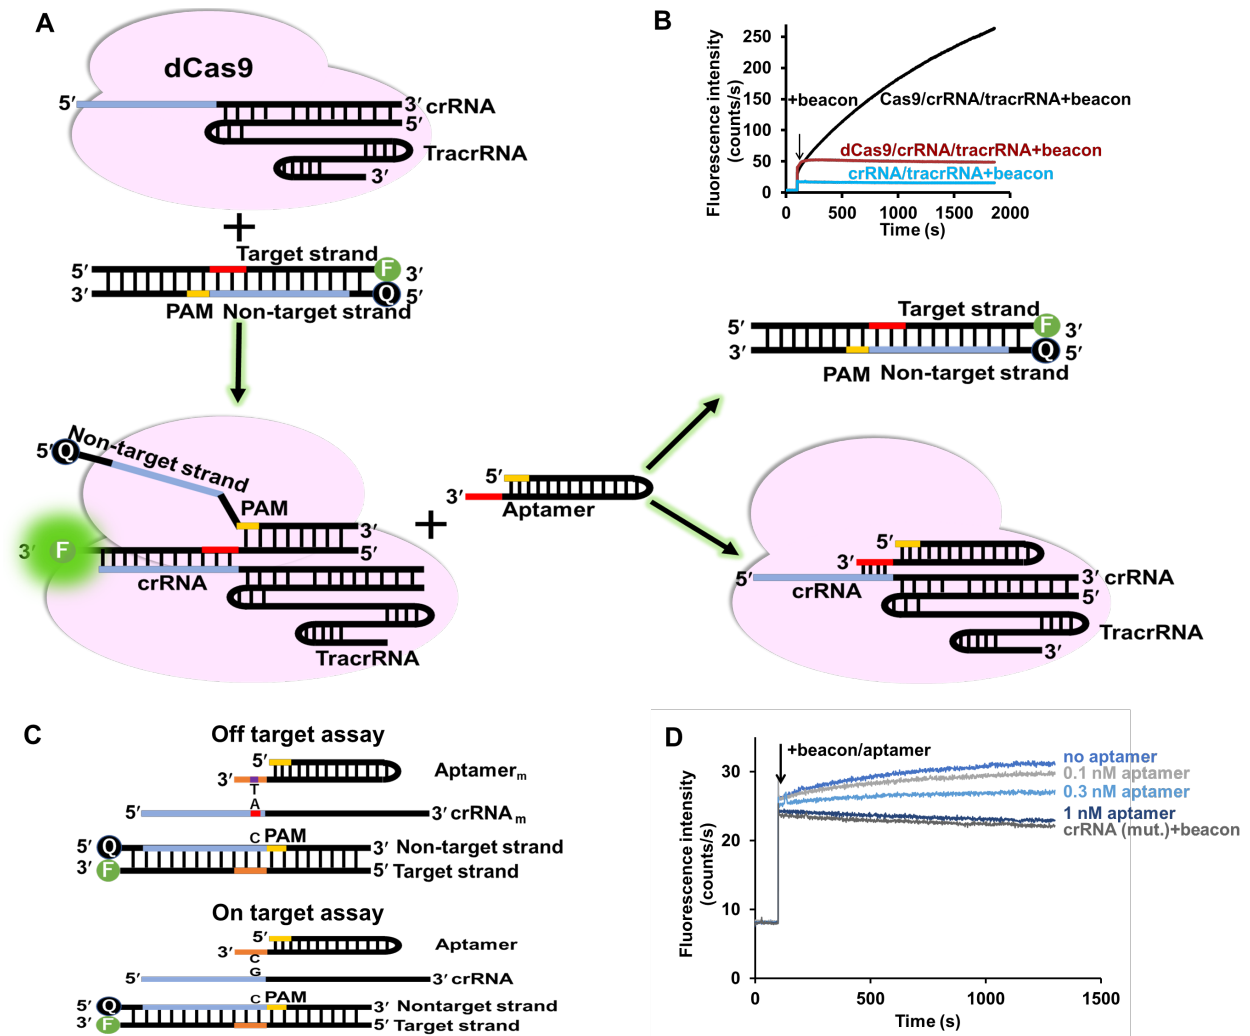 A
dCas9
5′
3′ crRNA
5′
TracrRNA
3′
+
Target strand
5′
F
3′
3′
Q
5′
PAM Non-target strand
5′
Q
Non-target strand
PAM
3′
3′
F
5′
crRNA
TracrRNA
+
5′
3′
Aptamer
B
Fluorescence intensity
(counts/s)
250
200
150
100
50
0
+beacon
Cas9/crRNA/tracrRNA+beacon
dCas9/crRNA/tracrRNA+beacon
crRNA/tracrRNA+beacon
0
500
1000
1500
2000
Time (s)
Target strand
5′
F
3′
3′
Q
5′
PAM Non-target strand
5′
3′
5′
3′ crRNA
crRNA
5′
TracrRNA
3′
C
Off target assay
5′
3′
Aptamerm
T
A
5′
3′ crRNA m
C PAM
5′ Q
3′ Non-target strand
3′ F
5′ Target strand
On target assay
5′
3′
Aptamer
C
G
5′
3′ crRNA
C PAM
5′ Q
3′ Nontarget strand
3′ F
5′ Target strand
D
Fluorescence intensity
(counts/s)
30
20
10
0
+beacon/aptamer
no aptamer
0.1 nM aptamer
0.3 nM aptamer
1 nM aptamer
crRNA (mut.)+beacon
0
500
1000
1500
Time (s)